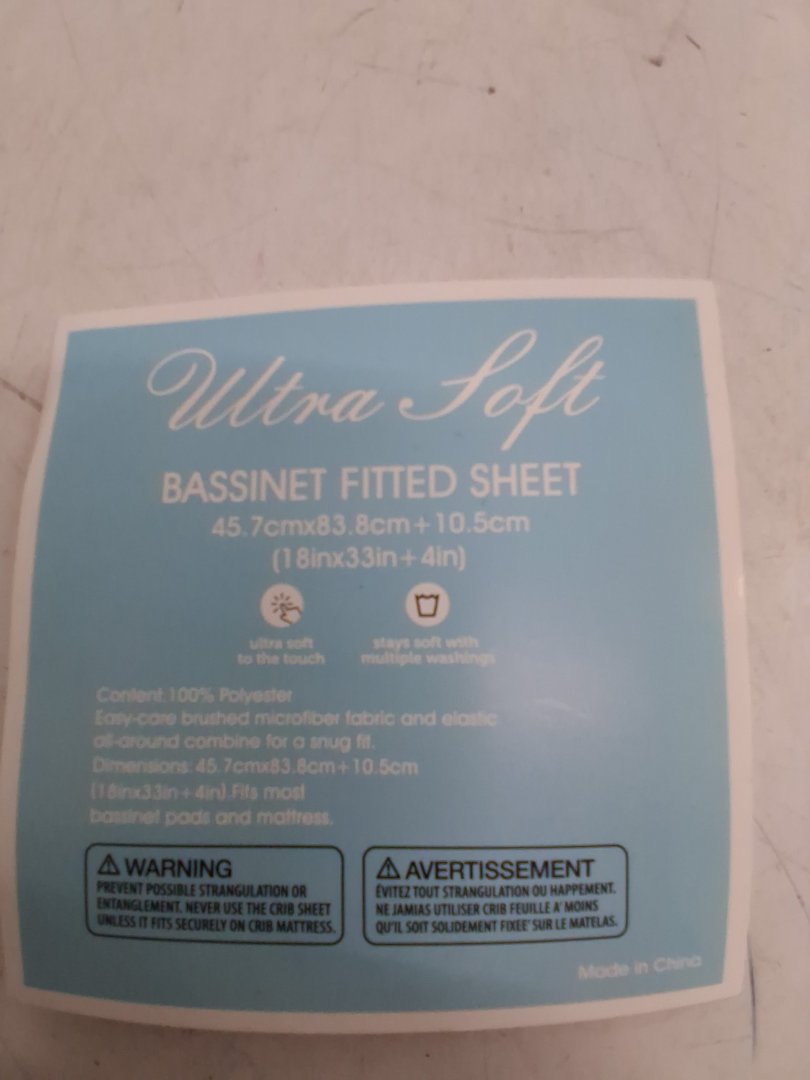 Ultra Soft
BASSINET FITTED SHEET
45.7cmx83.8cm+10.5cm
(18inx33in+4in)
ultra soft
to the touch
stays soft with
multiple washings
Content:100% Polyester
Easy-care brushed microfiber fabric and elastic
all-around combine for a snug fit.
Dimensions: 45.7cmx83.8cm+10.5cm
(18inx33in+4in).Fits most
bassinet pads and mattress.
⚠ WARNING
PREVENT POSSIBLE STRANGULATION OR
ENTANGLEMENT. NEVER USE THE CRIB SHEET
UNLESS IT FITS SECURELY ON CRIB MATTRESS.
⚠ AVERTISSEMENT
ÉVITEZ TOUT STRANGULATION OU HAPPEMENT.
NE JAMIAS UTILISER CRIB FEUILLE A' MOINS
QU'IL SOIT SOLIDEMENT FIXEE' SUR LE MATELAS.
Made in China